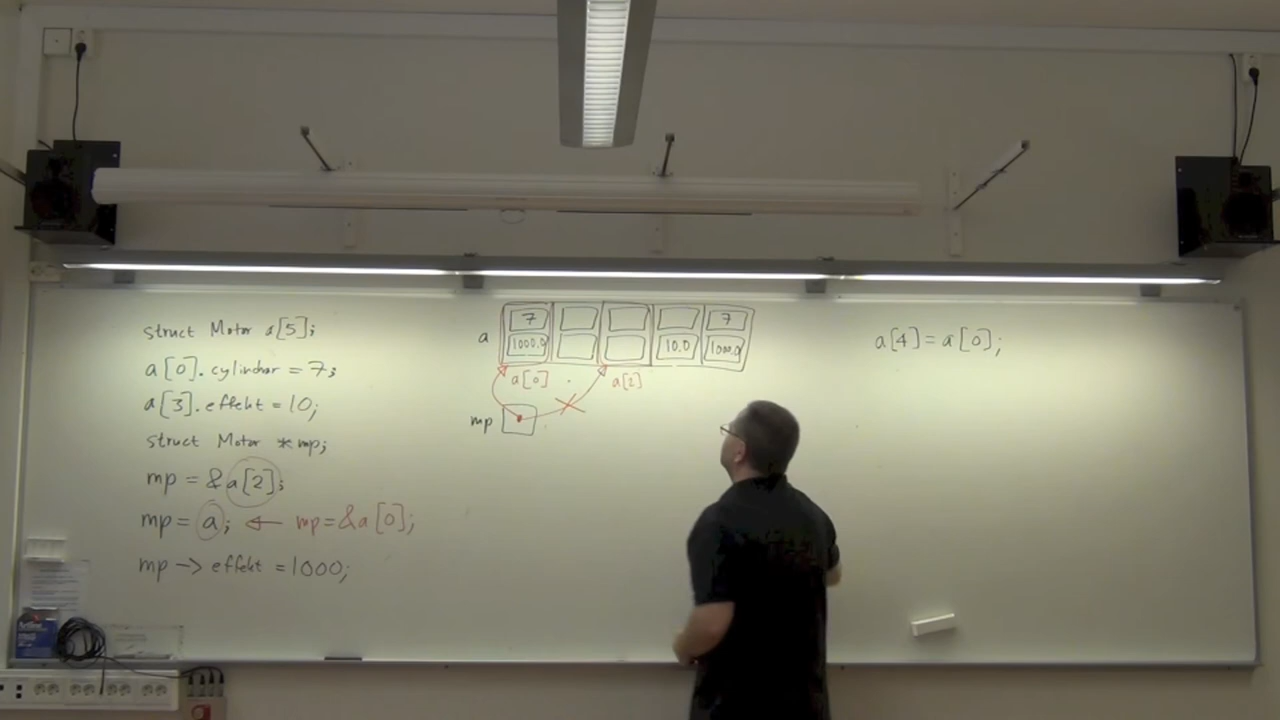 struct Motor a[5];
a[0].cylindrar = 7;
a[3].effekt = 10;
struct Motor *mp;
mp = &a[2];
mp = a; ← mp=&a[0];
mp -> effekt = 1000;
a
7 7
1000.0 10.0 1000.0
a[0] a[2]
mp
a[4] = a[0];